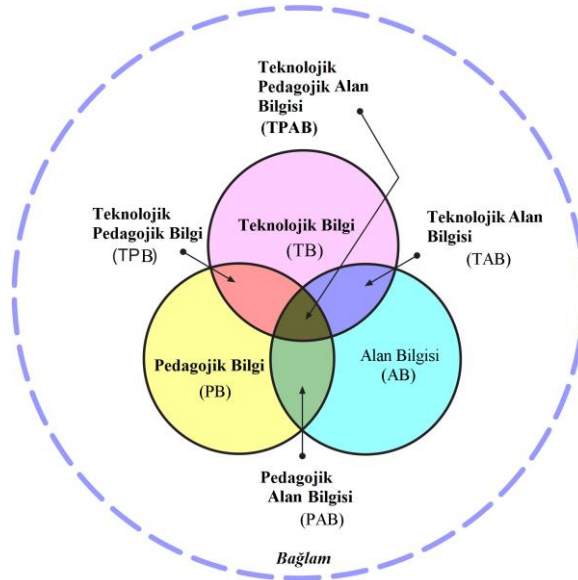 Teknolojik
Pedagojik Alan
Bilgisi
(TPAB)
Teknolojik
Pedagojik Bilgi
(TPB)
Teknolojik Bilgi
(TB)
Teknolojik Alan
Bilgisi
(TAB)
Pedagojik Bilgi
(PB)
Alan Bilgisi
(AB)
Pedagojik
Alan Bilgisi
(PAB)
Bağlam